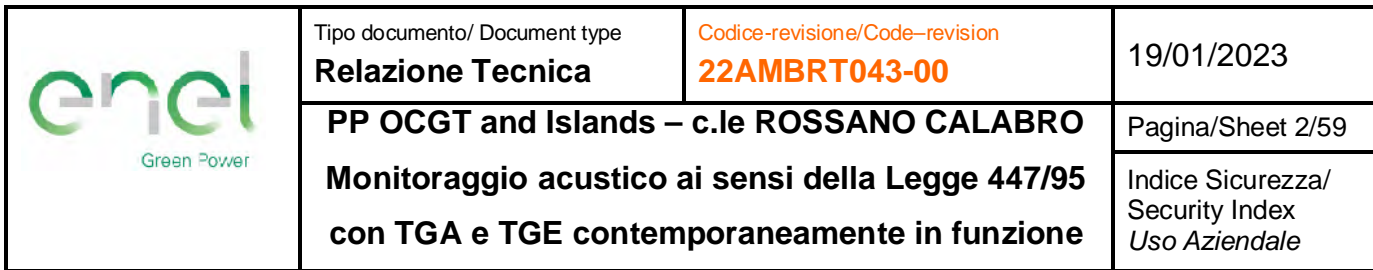 enel
Green Power
Tipo documento/ Document type
Relazione Tecnica
Codice-revisione/Code–revision
22AMBRT043-00
19/01/2023
PP OCGT and Islands – c.le ROSSANO CALABRO
Monitoraggio acustico ai sensi della Legge 447/95
con TGA e TGE contemporaneamente in funzione
Pagina/Sheet 2/59
Indice Sicurezza/
Security Index
Uso Aziendale